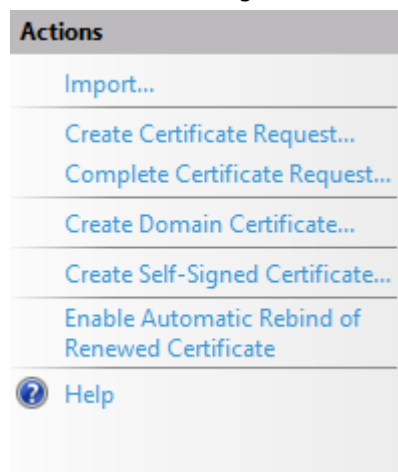 Actions
Import...
Create Certificate Request...
Complete Certificate Request...
Create Domain Certificate...
Create Self-Signed Certificate...
Enable Automatic Rebind of
Renewed Certificate
Help